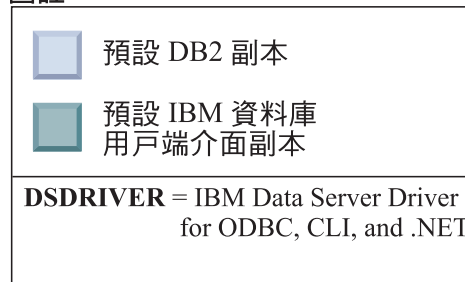 預設 DB2 副本
預設 IBM 資料庫
用戶端介面副本
DSDRIVER = IBM Data Server Driver
for ODBC, CLI, and .NET